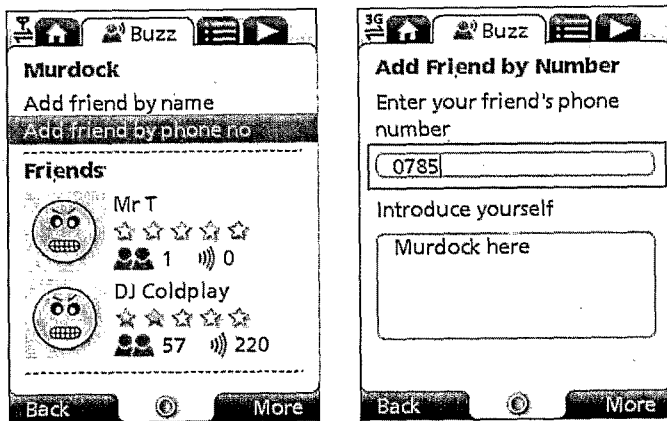 Buzz
Murdock
Add friend by name
Add friend by phone no
Friends
Mr T
1 0
DJ Coldplay
57 220
Back More
3G
Buzz
Add Friend by Number
Enter your friend's phone
number
0785
Introduce yourself
Murdock here
Back More